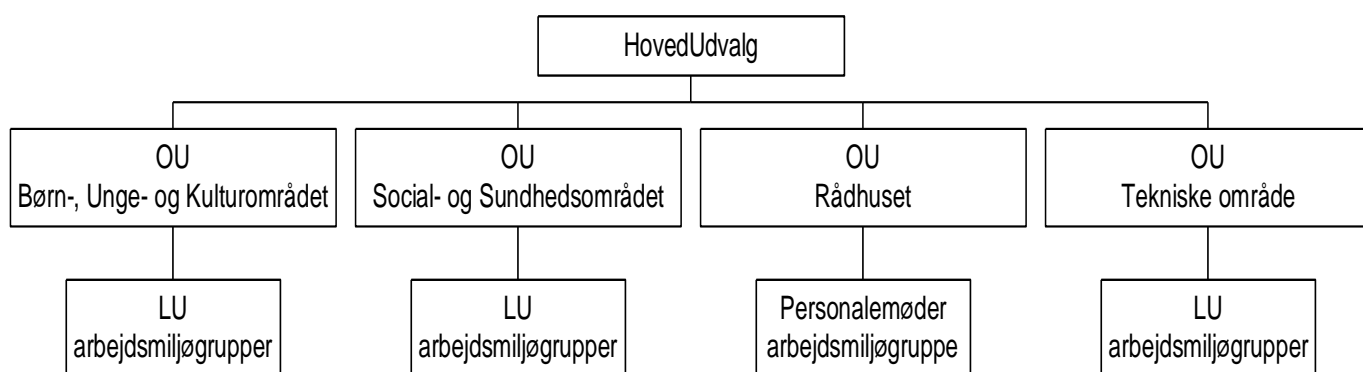 HovedUdvalg
OU
Børn-, Unge- og Kulturområdet
OU
Social- og Sundhedsområdet
OU
Rådhuset
OU
Tekniske område
LU
arbejdsmiljøgrupper
LU
arbejdsmiljøgrupper
Personalemøder
arbejdsmiljøgruppe
LU
arbejdsmiljøgrupper